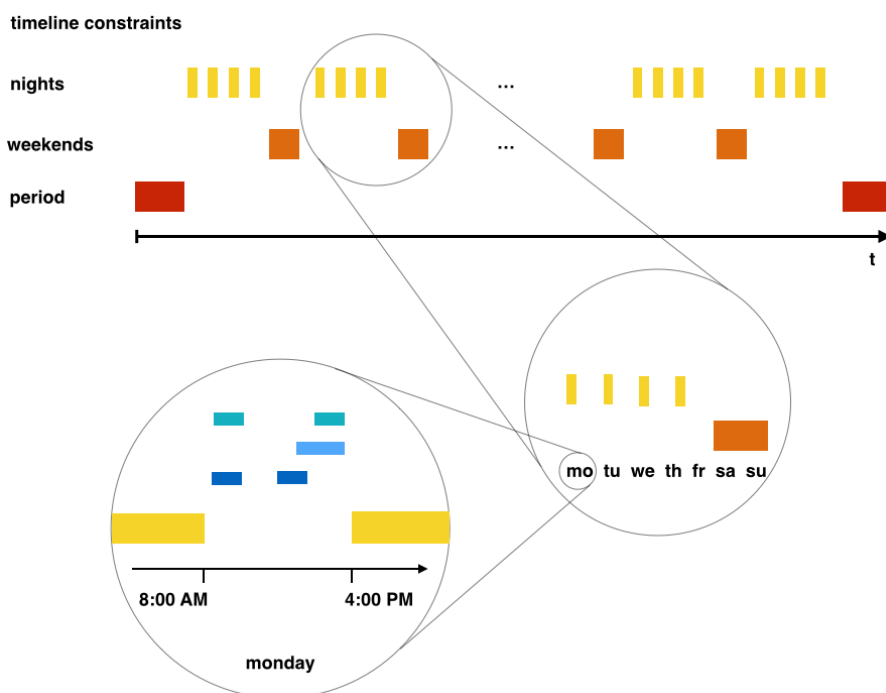 timeline constraints
nights
...
weekends
...
period
t
mo tu we th fr sa su
8:00 AM 4:00 PM
monday